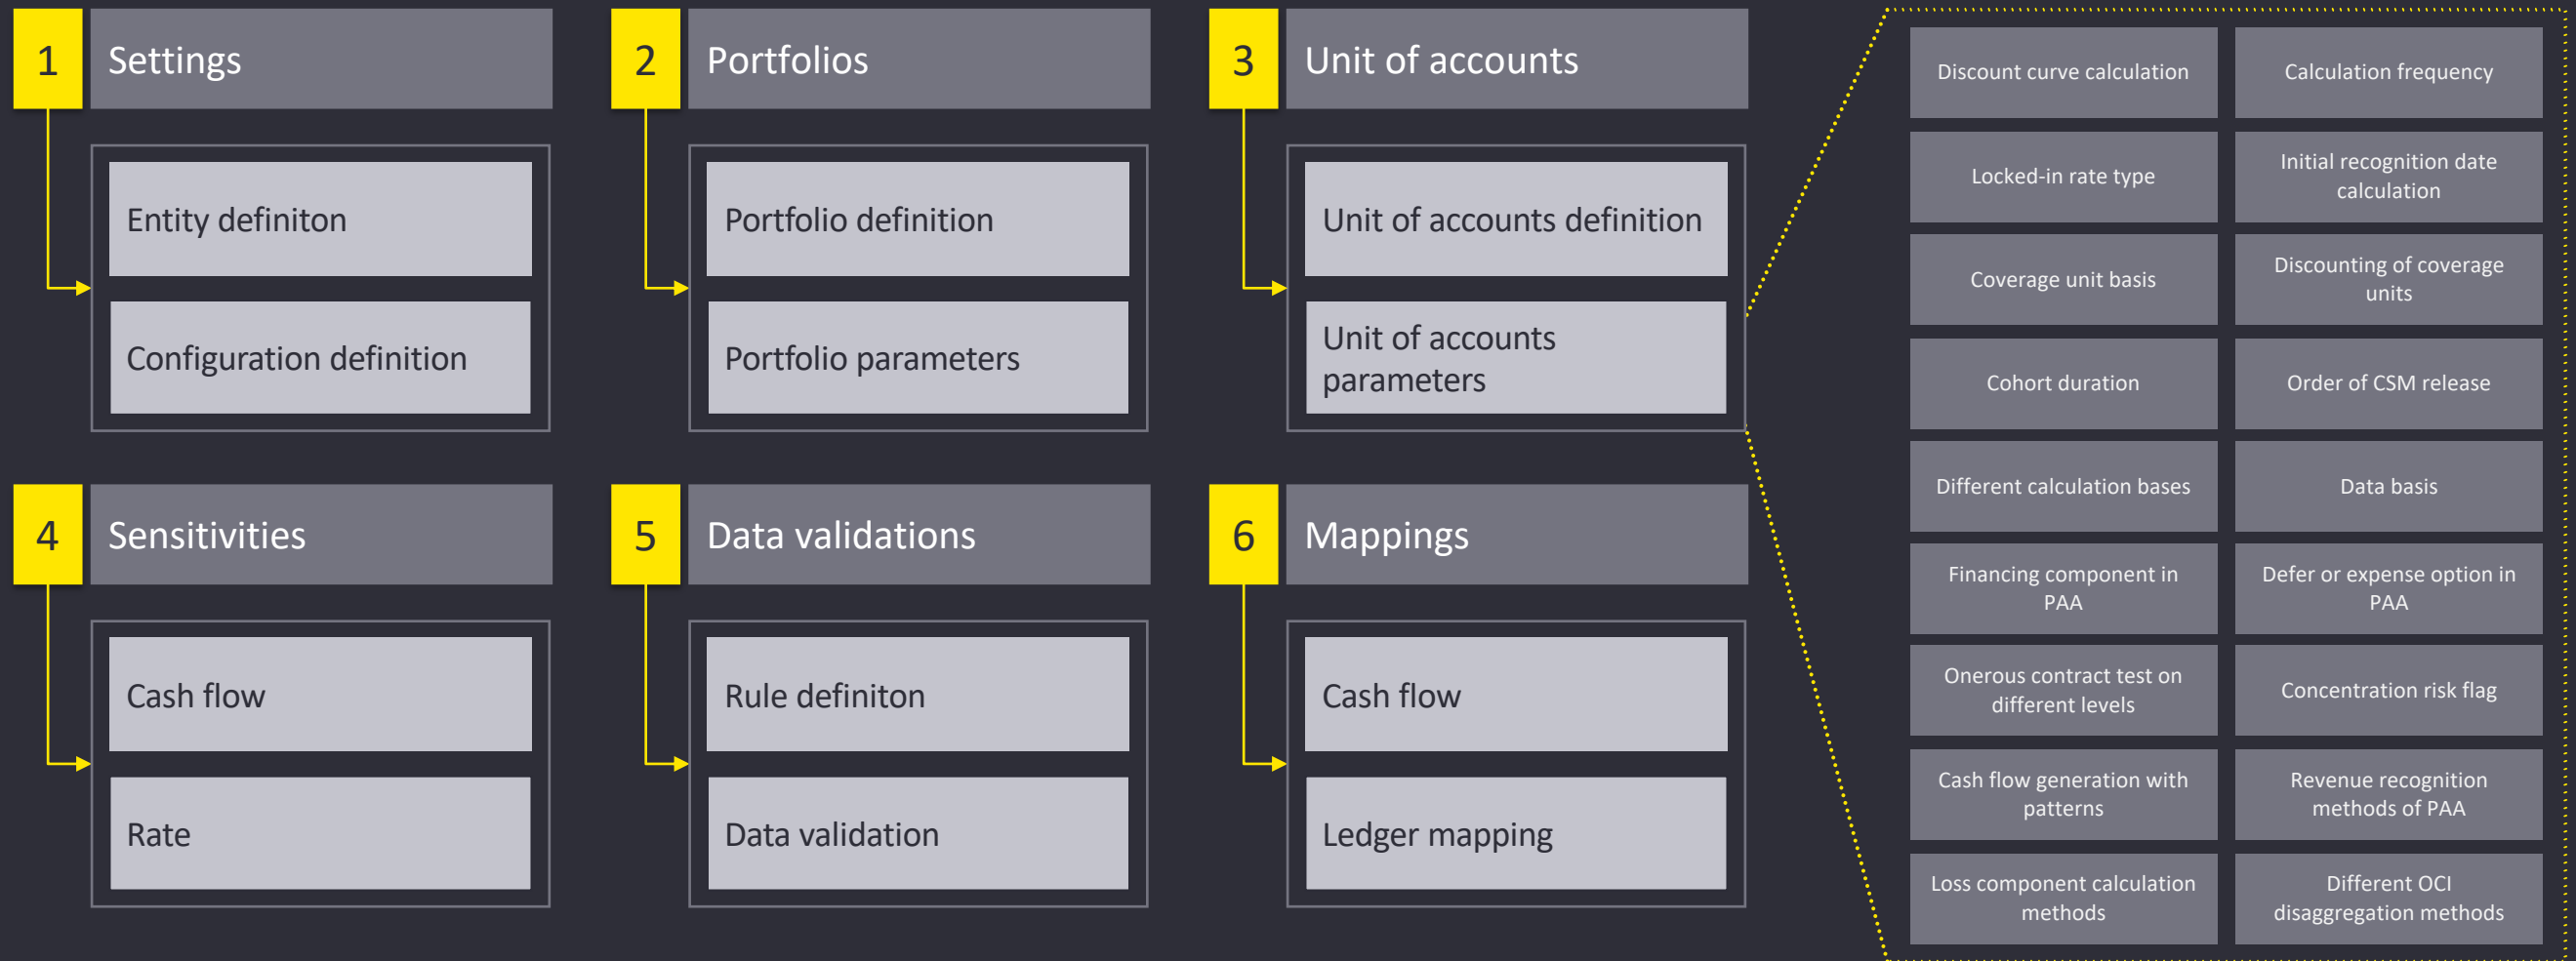 1
Settings
Entity definiton
Configuration definition
2
Portfolios
Portfolio definition
Portfolio parameters
3
Unit of accounts
Unit of accounts definition
Unit of accounts
parameters
4
Sensitivities
Cash flow
Rate
5
Data validations
Rule definiton
Data validation
6
Mappings
Cash flow
Ledger mapping
Discount curve calculation
Calculation frequency
Locked-in rate type
Initial recognition date
calculation
Coverage unit basis
Discounting of coverage
units
Cohort duration
Order of CSM release
Different calculation bases
Data basis
Financing component in
PAA
Defer or expense option in
PAA
Onerous contract test on
different levels
Concentration risk flag
Cash flow generation with
patterns
Revenue recognition
methods of PAA
Loss component calculation
methods
Different OCI
disaggregation methods